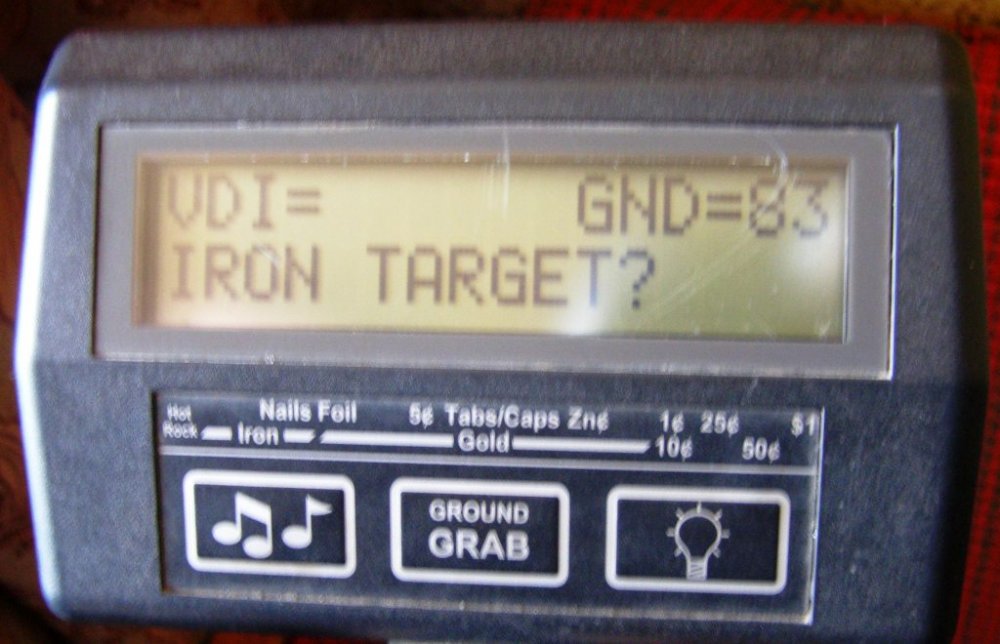 VDI= GND=83
IRON TARGET?
Nails Foil 5¢ Tabs/Caps Zn¢ 1¢ 25¢ $1
Hot Rock Iron Gold 10¢ 50¢
GROUND
GRAB